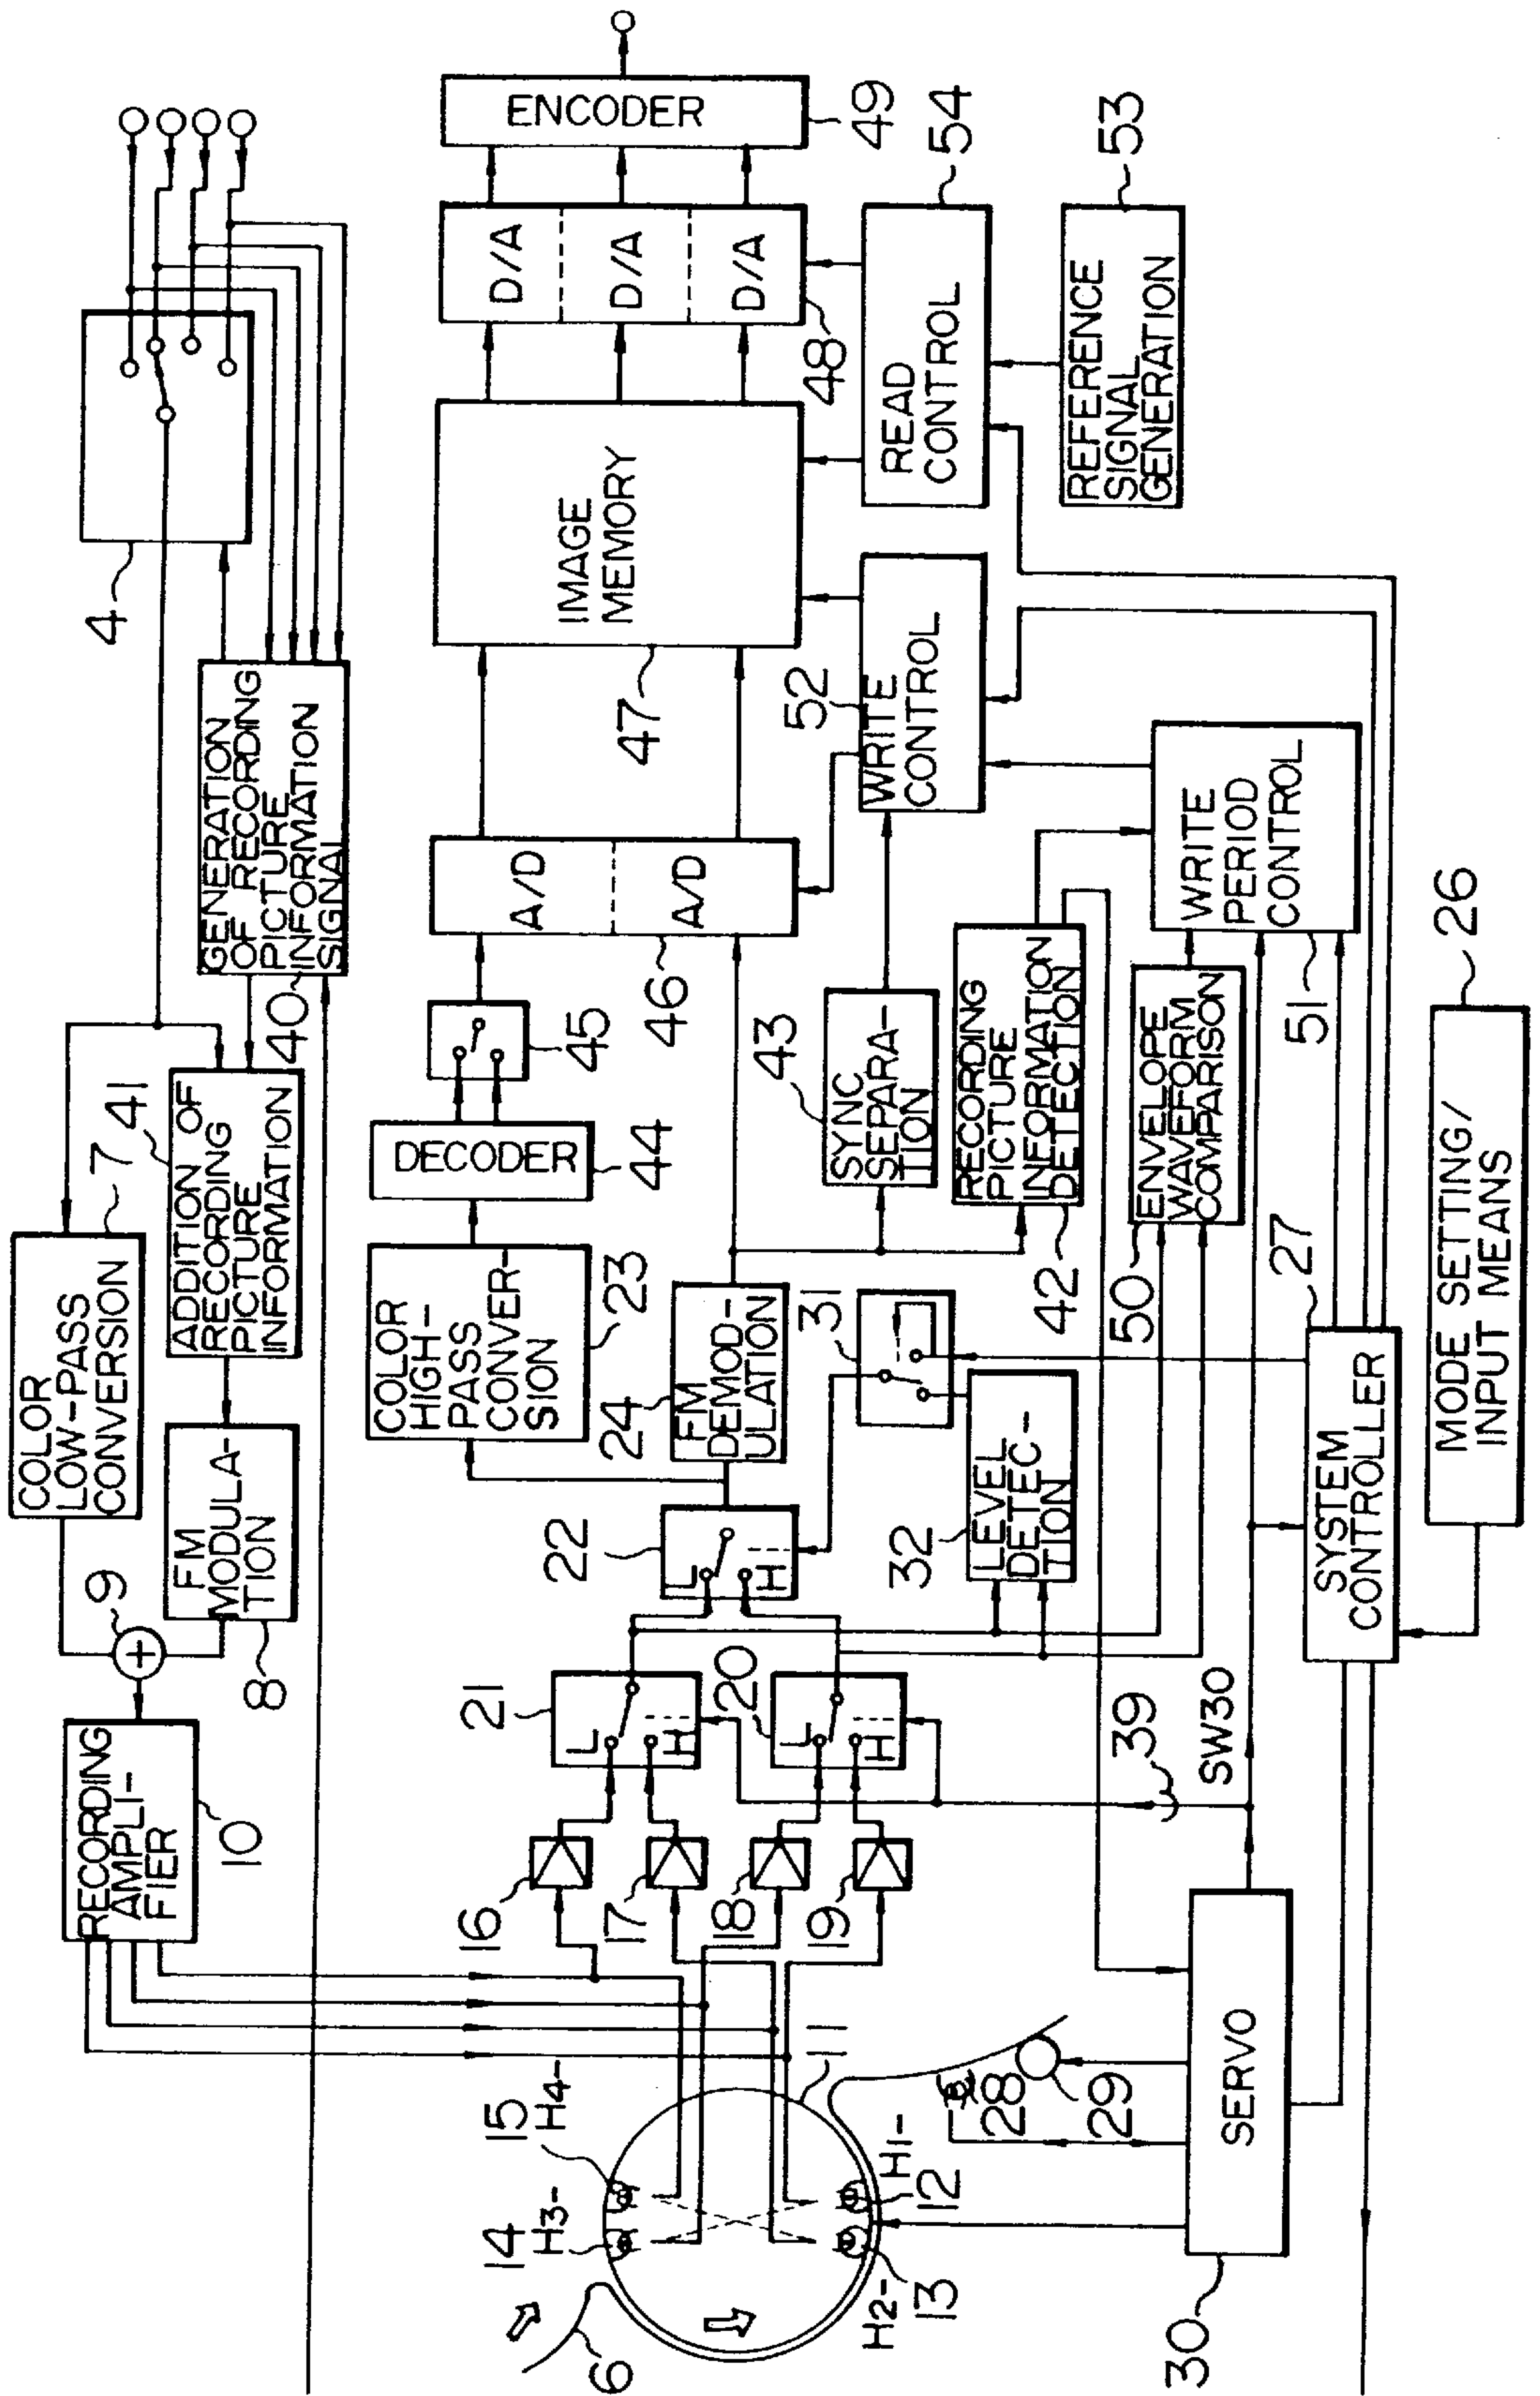 4
40
GENERATION
OF RECORDING
PICTURE
INFORMATION
SIGNAL
41
ADDITION OF
RECORDING
PICTURE
INFORMATION
7
COLOR
LOW-PASS
CONVERSION
8
FM
MODULA-
TION
9
+
10
RECORDING
AMPLI-
FIER
ENCODER
49
D/A
D/A
D/A
48
IMAGE
MEMORY
47
A/D
A/D
46
45
DECODER
44
COLOR
HIGH-
PASS
CONVER-
SION
23
24
FM
DEMOD-
ULATION
22
L
H
21
L
H
20
L
H
16
17
18
19
54
READ
CONTROL
53
REFERENCE
SIGNAL
GENERATION
52
WRITE
CONTROL
WRITE
PERIOD
CONTROL
51
43
SYNC
SEPARA-
TION
RECORDING
PICTURE
INFORMATION
DETECTION
42
ENVELOPE
WAVEFORM
COMPARISON
50
31
32
LEVEL
DETEC-
TION
26
MODE SETTING/
INPUT MEANS
27
SYSTEM
CONTROLLER
SW30
39
SERVO
30
28
29
11
15
H4-
14
H3-
H1-
12
H2-
13
6